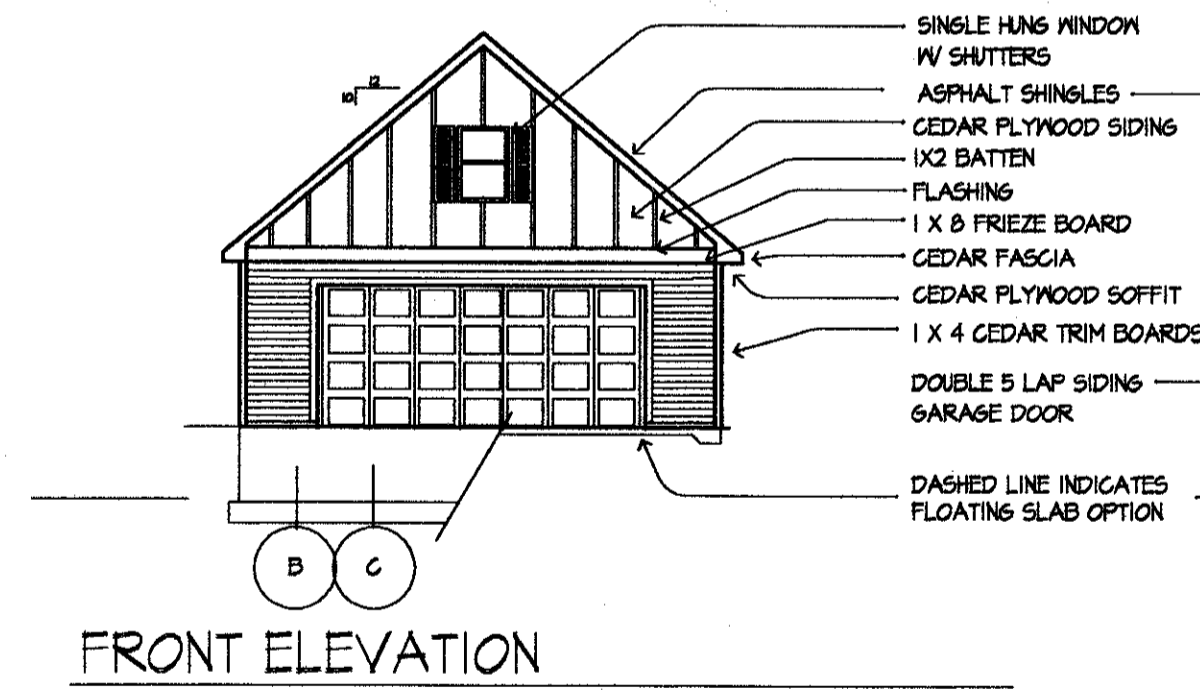 SINGLE HUNG WINDOW
W/ SHUTTERS
12
10
ASPHALT SHINGLES
CEDAR PLYWOOD SIDING
1X2 BATTEN
FLASHING
1 X 8 FRIEZE BOARD
CEDAR FASCIA
CEDAR PLYWOOD SOFFIT
1 X 4 CEDAR TRIM BOARDS
DOUBLE 5 LAP SIDING
GARAGE DOOR
DASHED LINE INDICATES
FLOATING SLAB OPTION
B C
FRONT ELEVATION